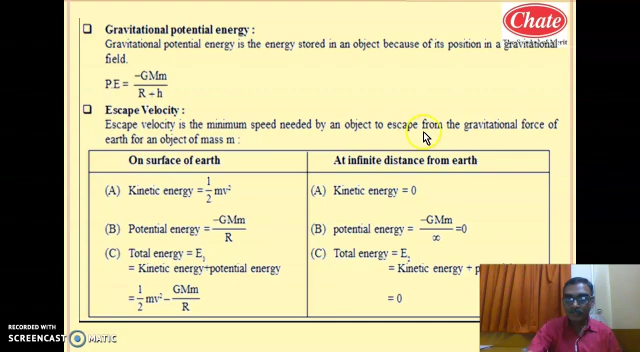 Chate
Gravitational potential energy :
Gravitational potential energy is the energy stored in an object because of its position in a gravitational
field.
P.E = −GMm / R + h
Escape Velocity :
Escape velocity is the minimum speed needed by an object to escape from the gravitational force of
earth for an object of mass m :
On surface of earth
(A) Kinetic energy = 1/2 mv²
(B) Potential energy = −GMm / R
(C) Total energy = E₁
= Kinetic energy+potential energy
= 1/2 mv² − GMm / R
At infinite distance from earth
(A) Kinetic energy = 0
(B) potential energy = −GMm / ∞ =0
(C) Total energy = E₂
= Kinetic energy +
= 0
RECORDED WITH
SCREENCAST MATIC